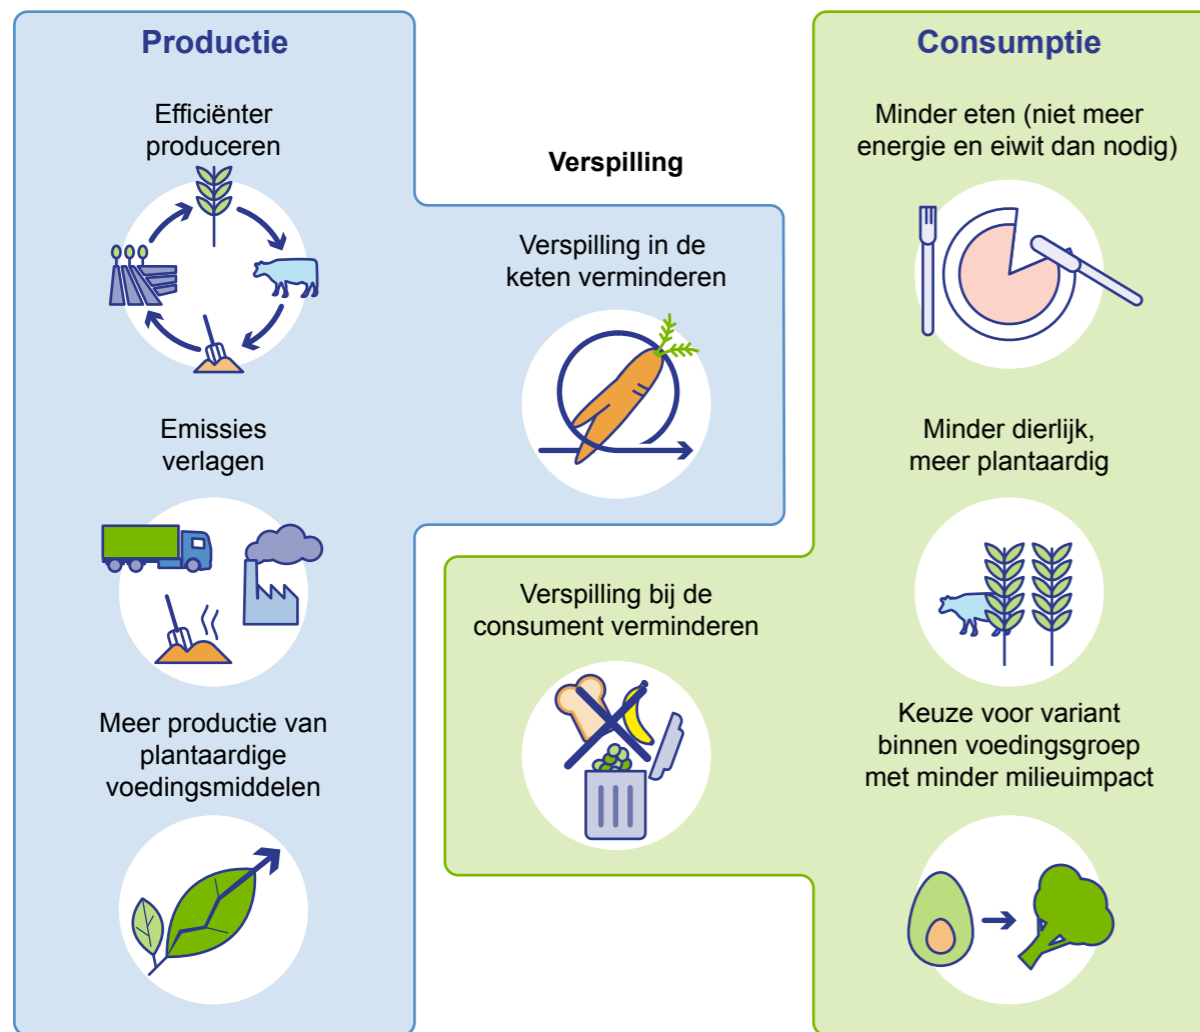 Productie
Efficiënter
produceren
Emissies
verlagen
Meer productie van
plantaardige
voedingsmiddelen
Verspilling
Verspilling in de
keten verminderen
Verspilling bij de
consument verminderen
Consumptie
Minder eten (niet meer
energie en eiwit dan nodig)
Minder dierlijk,
meer plantaardig
Keuze voor variant
binnen voedingsgroep
met minder milieuimpact